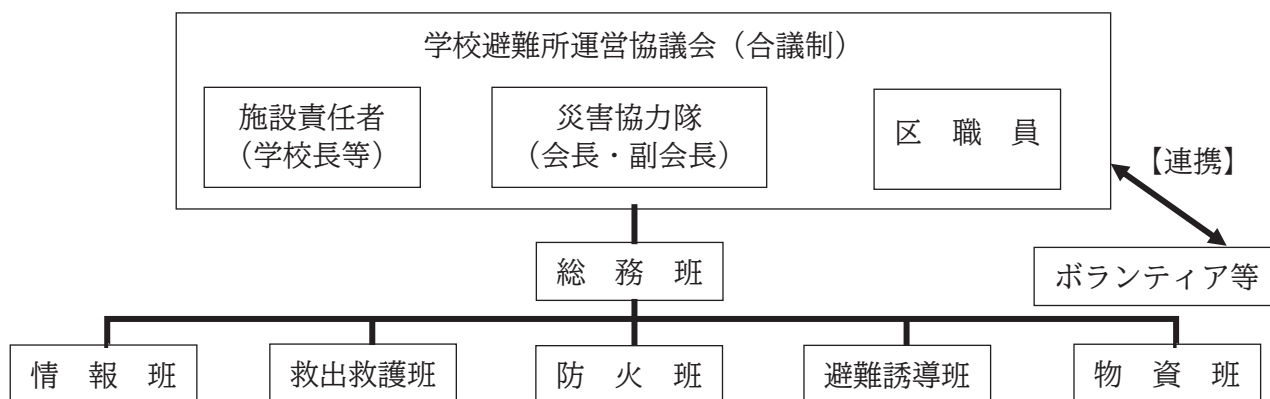 学校避難所運営協議会（合議制）
施設責任者
（学校長等）
災害協力隊
（会長・副会長）
区　職　員
【連携】
総　務　班
ボランティア等
情　報　班
救出救護班
防　火　班
避難誘導班
物　資　班